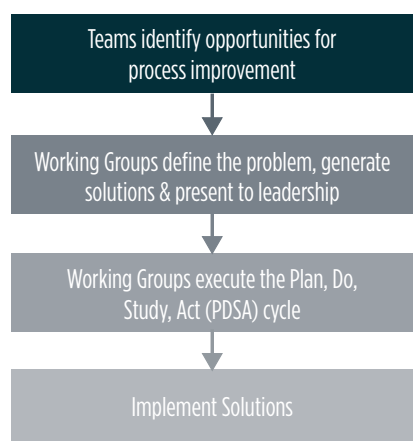 Teams identify opportunities for
process improvement
Working Groups define the problem, generate
solutions & present to leadership
Working Groups execute the Plan, Do,
Study, Act (PDSA) cycle
Implement Solutions